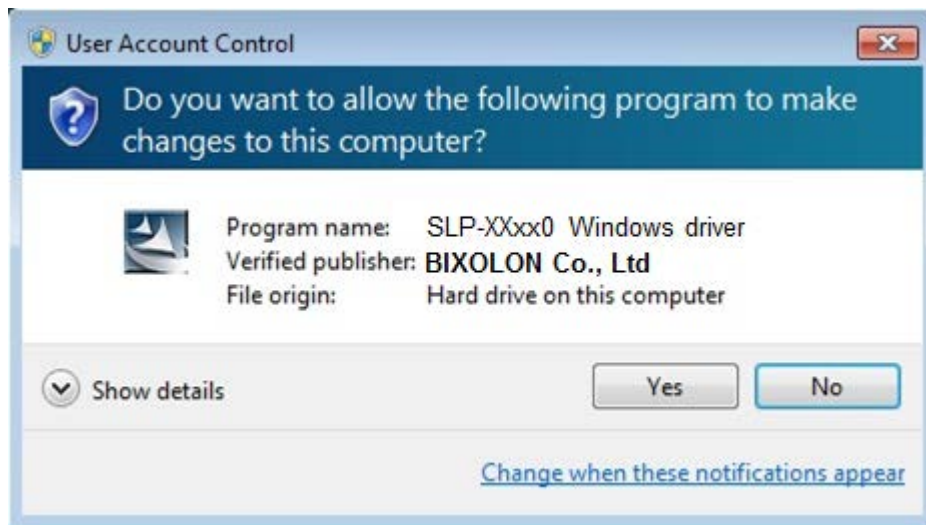 User Account Control
Do you want to allow the following program to make
changes to this computer?
Program name: SLP-XXxx0 Windows driver
Verified publisher: BIXOLON Co., Ltd
File origin: Hard drive on this computer
Show details
Yes No
Change when these notifications appear